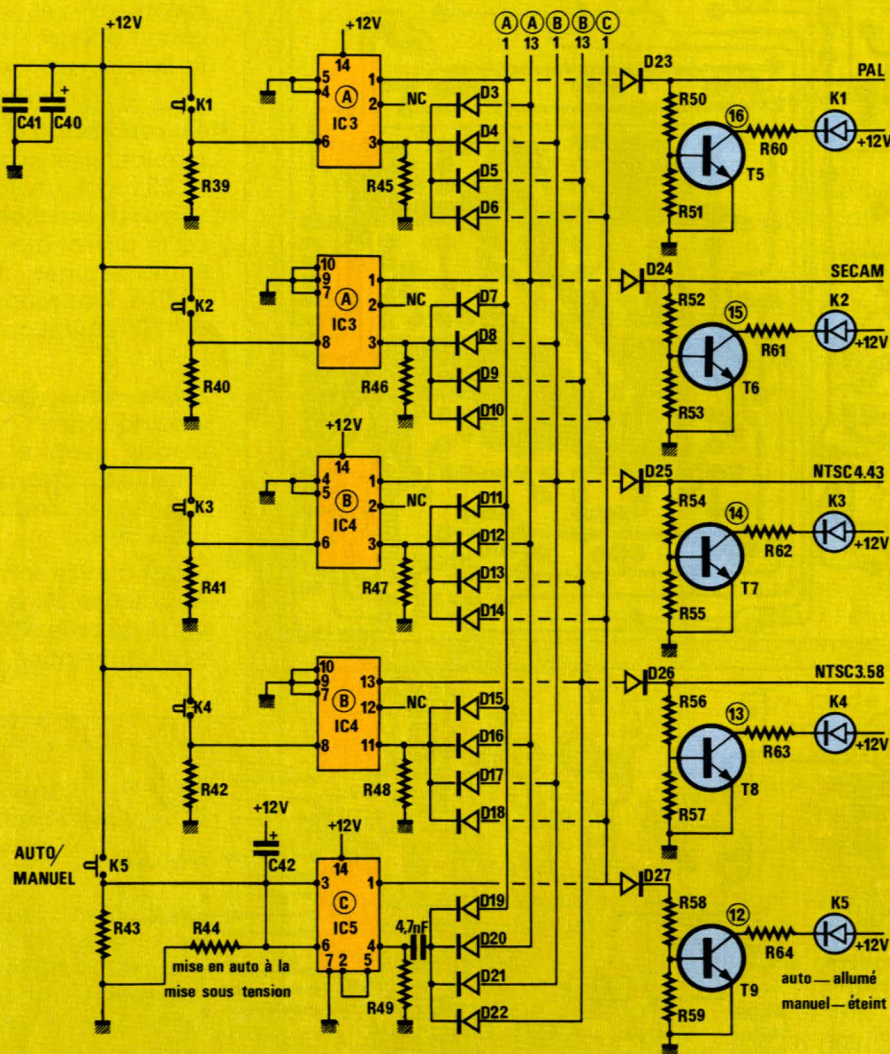 A A B B C
1 13 1 13 1
+12V
+12V
+
C41 C40
K1
R39
14
5
4
6
1
2
3
A
IC3
NC
R45
D3
D4
D5
D6
D23
PAL
R50
R51
16
T5
R60
K1
+12V
K2
R40
10
9
7
8
1
2
3
A
IC3
NC
R46
D7
D8
D9
D10
D24
SECAM
R52
R53
15
T6
R61
K2
+12V
K3
R41
+12V
14
4
5
6
1
2
3
B
IC4
NC
R47
D11
D12
D13
D14
D25
NTSC4.43
R54
R55
14
T7
R62
K3
+12V
K4
R42
10
9
7
8
13
12
11
B
IC4
NC
R48
D15
D16
D17
D18
D26
NTSC3.58
R56
R57
13
T8
R63
K4
+12V
AUTO/
MANUEL
K5
R43
R44
mise en auto à la
mise sous tension
+12V
+
C42
+12V
14
3
6
7 2 5
1
4
C
IC5
4,7nF
R49
D19
D20
D21
D22
D27
R58
R59
12
T9
R64
K5
+12V
auto — allumé
manuel — éteint